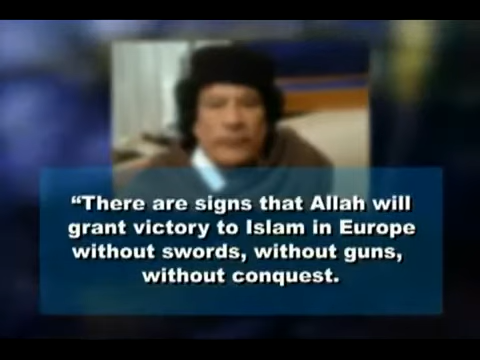 “There are signs that Allah will
grant victory to Islam in Europe
without swords, without guns,
without conquest.